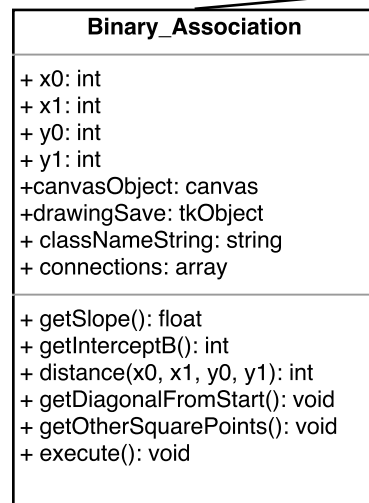 Binary_Association
+ x0: int
+ x1: int
+ y0: int
+ y1: int
+canvasObject: canvas
+drawingSave: tkObject
+ classNameString: string
+ connections: array
+ getSlope(): float
+ getInterceptB(): int
+ distance(x0, x1, y0, y1): int
+ getDiagonalFromStart(): void
+ getOtherSquarePoints(): void
+ execute(): void